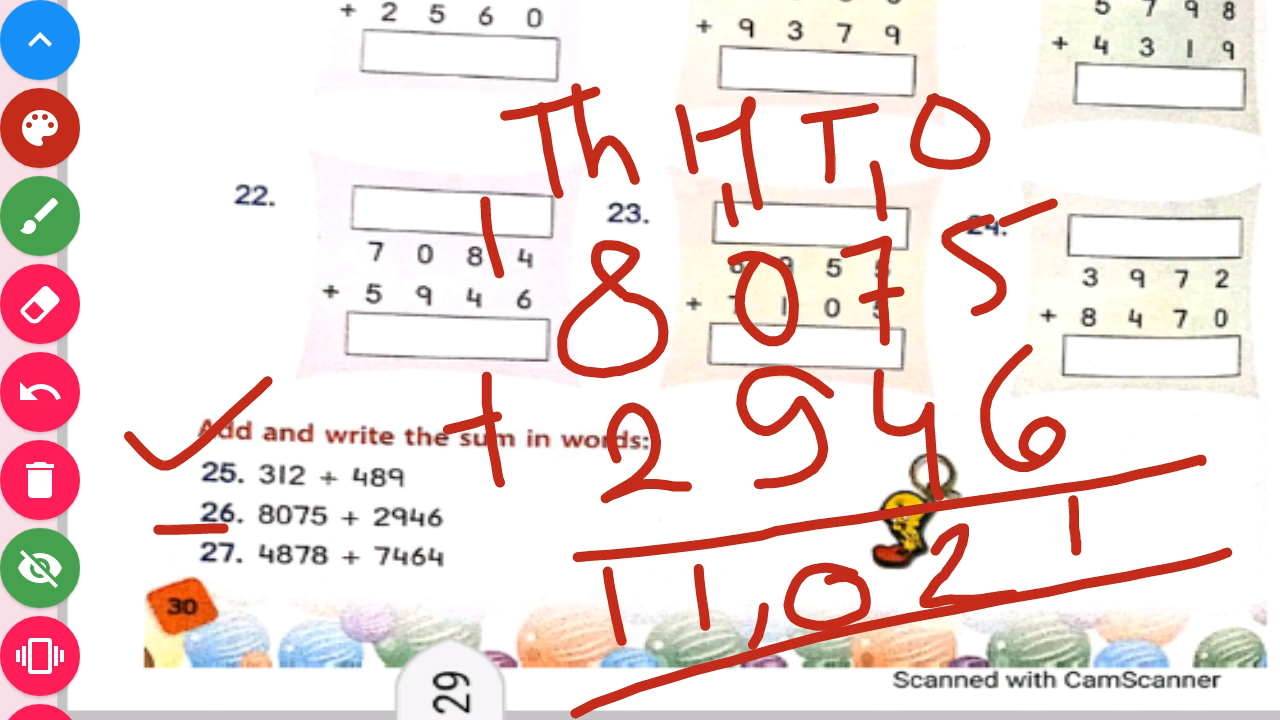 + 2 5 6 0
+ 9 3 7 9
5 7 9 8
+ 4 3 1 9
Th H T O
22.
23.
24.
1 1 1
7 0 8 4
+ 5 9 4 6
3 9 7 2
+ 8 4 7 0
8 0 7 5
+ 2 9 4 6
11,021
Add and write the sum in words:
25. 312 + 489
26. 8075 + 2946
27. 4878 + 7464
30
29
Scanned with CamScanner